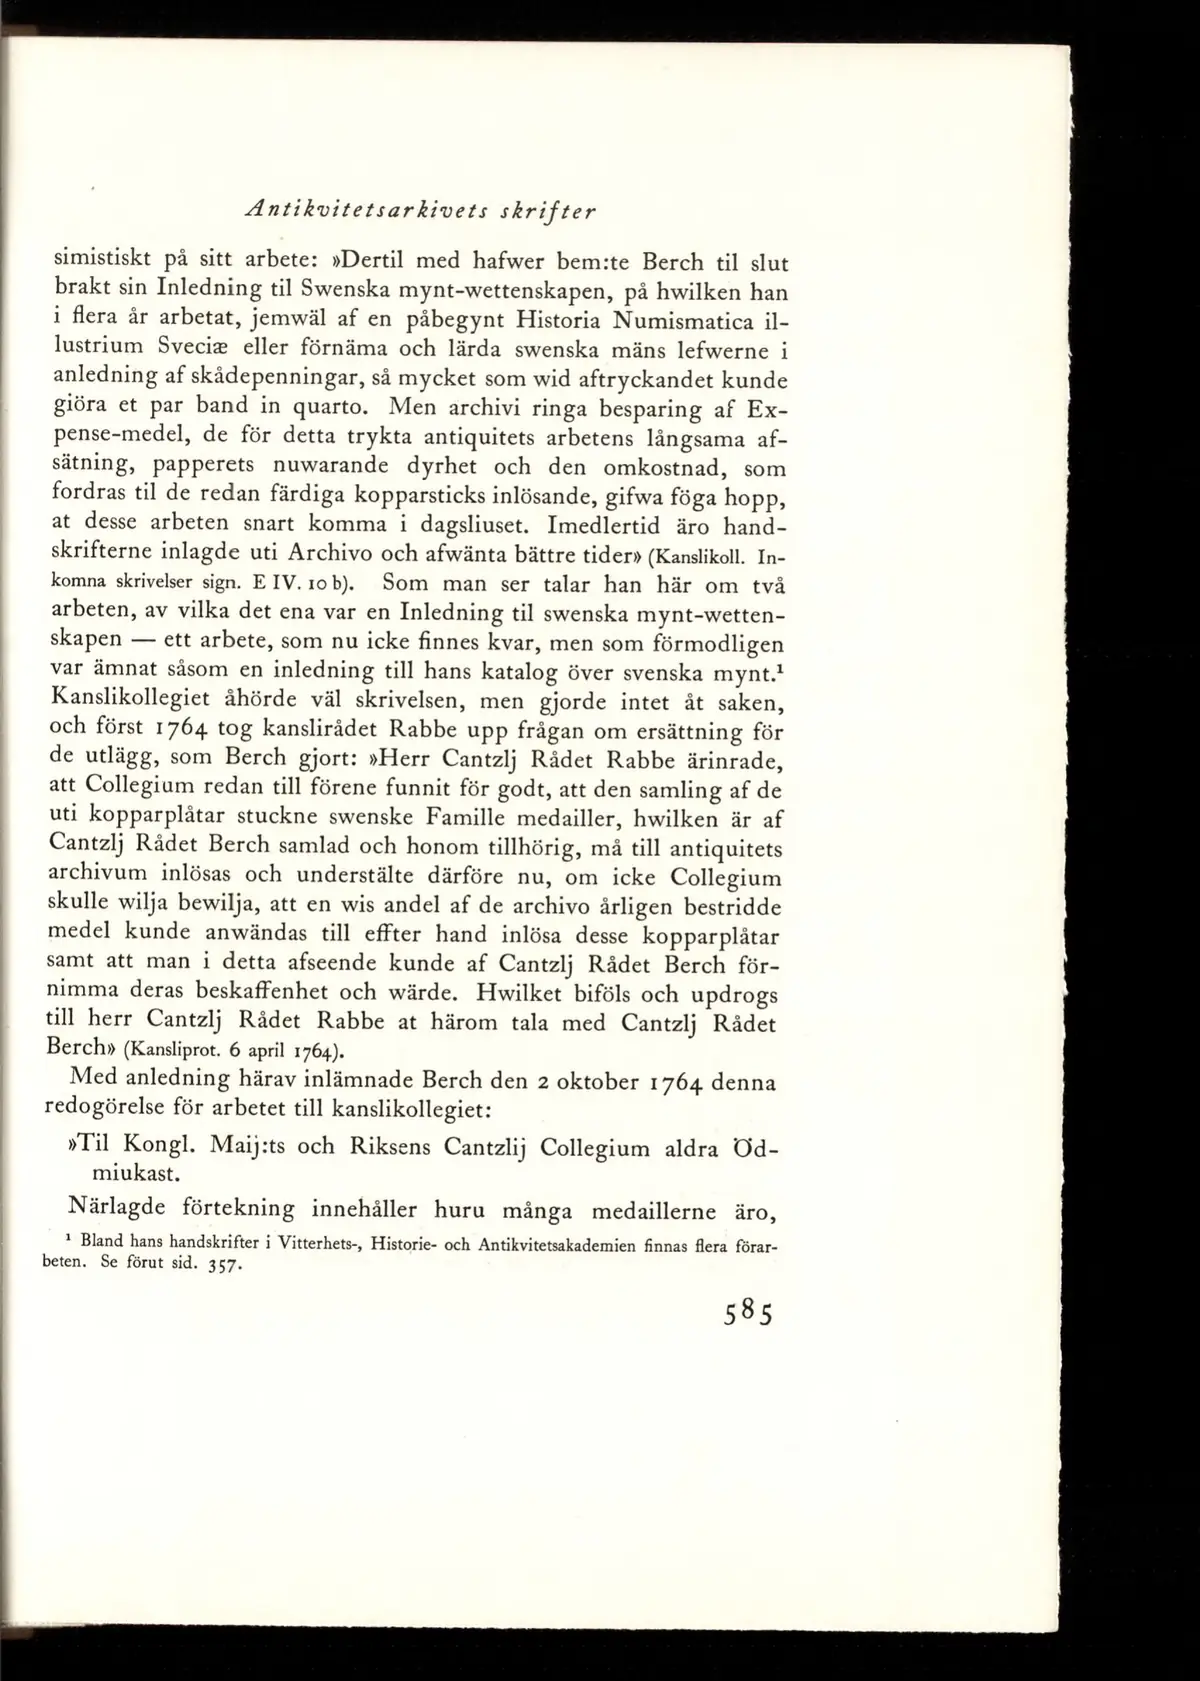 Antikvitetsarkivets skrifter
simistiskt på sitt arbete: »Dertil med hafwer bem:te Berch til slut
brakt sin Inledning til Swenska mynt-wettenskapen, på hwilken han
i flera år arbetat, jemwäl af en påbegynt Historia Numismatica il-
lustrium Sveciæ eller förnäma och lärda swenska mäns lefwerne i
anledning af skådepenningar, så mycket som wid aftryckandet kunde
giöra et par band in quarto. Men archivi ringa besparing af Ex-
pense-medel, de för detta trykta antiquitets arbetens långsama af-
sätning, papperets nuwarande dyrhet och den omkostnad, som
fordras til de redan färdiga kopparsticks inlösande, gifwa föga hopp,
at desse arbeten snart komma i dagsliuset. Imedlertid äro hand-
skrifterne inlagde uti Archivo och afwänta bättre tider» (Kanslikoll. In-
komna skrivelser sign. E IV. 10 b). Som man ser talar han här om två
arbeten, av vilka det ena var en Inledning til swenska mynt-wetten-
skapen — ett arbete, som nu icke finnes kvar, men som förmodligen
var ämnat såsom en inledning till hans katalog över svenska mynt.¹
Kanslikollegiet åhörde väl skrivelsen, men gjorde intet åt saken,
och först 1764 tog kanslirådet Rabbe upp frågan om ersättning för
de utlägg, som Berch gjort: »Herr Cantzlj Rådet Rabbe ärinrade,
att Collegium redan till förene funnit för godt, att den samling af de
uti kopparplåtar stuckne swenske Famille medailler, hwilken är af
Cantzlj Rådet Berch samlad och honom tillhörig, må till antiquitets
archivum inlösas och understälte därföre nu, om icke Collegium
skulle wilja bewilja, att en wis andel af de archivo årligen bestridde
medel kunde anwändas till effter hand inlösa desse kopparplåtar
samt att man i detta afseende kunde af Cantzlj Rådet Berch för-
nimma deras beskaffenhet och wärde. Hwilket biföls och updrogs
till herr Cantzlj Rådet Rabbe at härom tala med Cantzlj Rådet
Berch» (Kansliprot. 6 april 1764).
Med anledning härav inlämnade Berch den 2 oktober 1764 denna
redogörelse för arbetet till kanslikollegiet:
»Til Kongl. Maij:ts och Riksens Cantzlij Collegium aldra Öd-
miukast.
Närlagde förtekning innehåller huru många medaillerne äro,
¹ Bland hans handskrifter i Vitterhets-, Historie- och Antikvitetsakademien finnas flera förar-
beten. Se förut sid. 357.
585